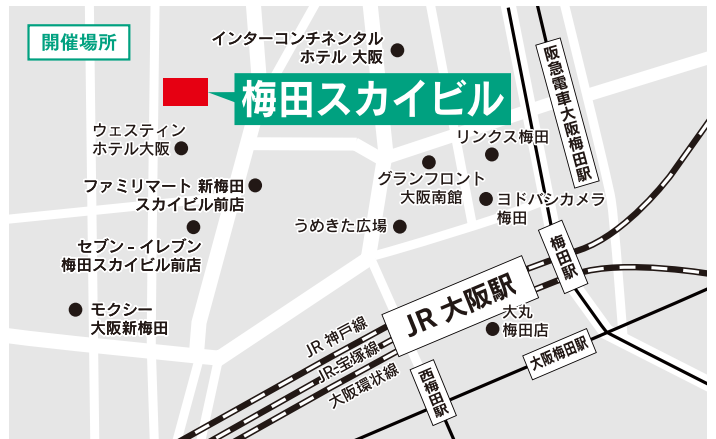 開催場所
インターコンチネンタル
ホテル 大阪
梅田スカイビル
阪急電車大阪梅田駅
ウェスティン
ホテル大阪
リンクス梅田
グランフロント
大阪南館
ファミリマート 新梅田
スカイビル前店
ヨドバシカメラ
梅田
うめきた広場
セブン-イレブン
梅田スカイビル前店
梅田駅
モクシー
大阪新梅田
JR 大阪駅
大丸
梅田店
JR 神戸線
JR-宝塚線
大阪環状線
大阪梅田駅
西梅田駅